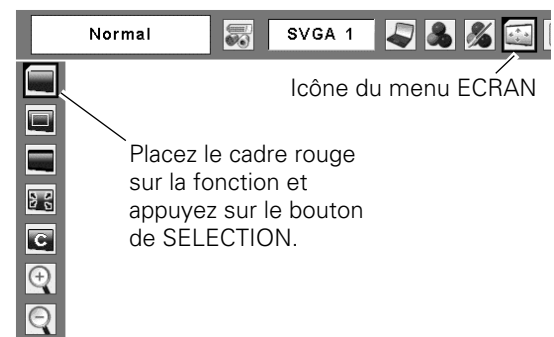 Normal
SVGA 1
Icône du menu ECRAN
Placez le cadre rouge
sur la fonction et
appuyez sur le bouton
de SELECTION.
C